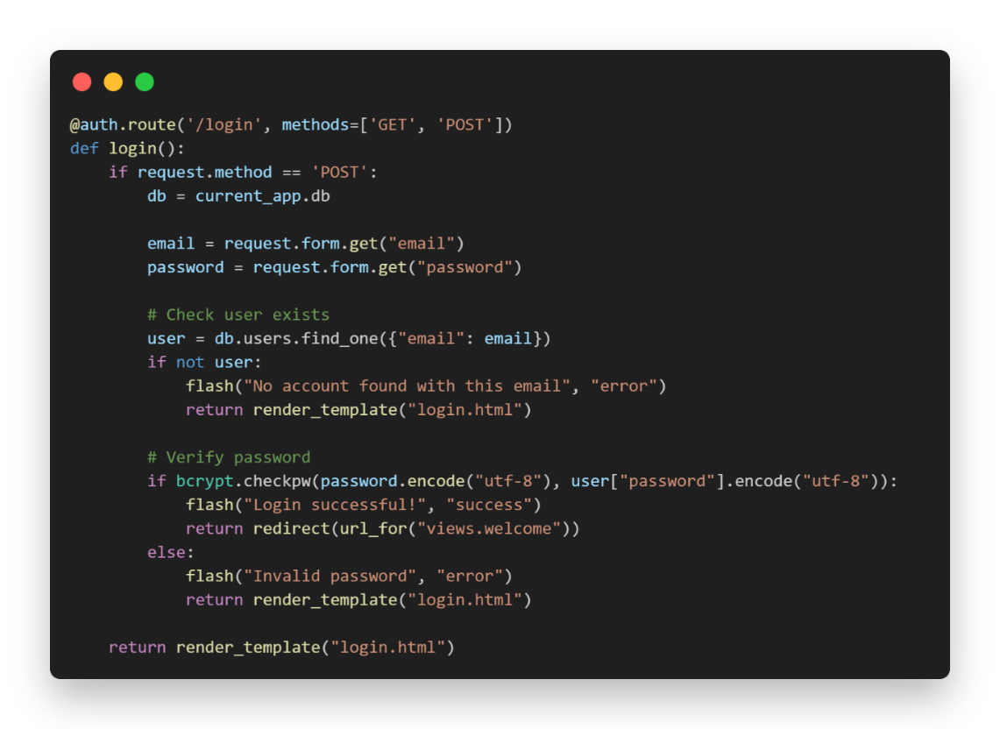 @auth.route('/login', methods=['GET', 'POST'])
def login():
    if request.method == 'POST':
        db = current_app.db

        email = request.form.get("email")
        password = request.form.get("password")

        # Check user exists
        user = db.users.find_one({"email": email})
        if not user:
            flash("No account found with this email", "error")
            return render_template("login.html")

        # Verify password
        if bcrypt.checkpw(password.encode("utf-8"), user["password"].encode("utf-8")):
            flash("Login successful!", "success")
            return redirect(url_for("views.welcome"))
        else:
            flash("Invalid password", "error")
            return render_template("login.html")

    return render_template("login.html")